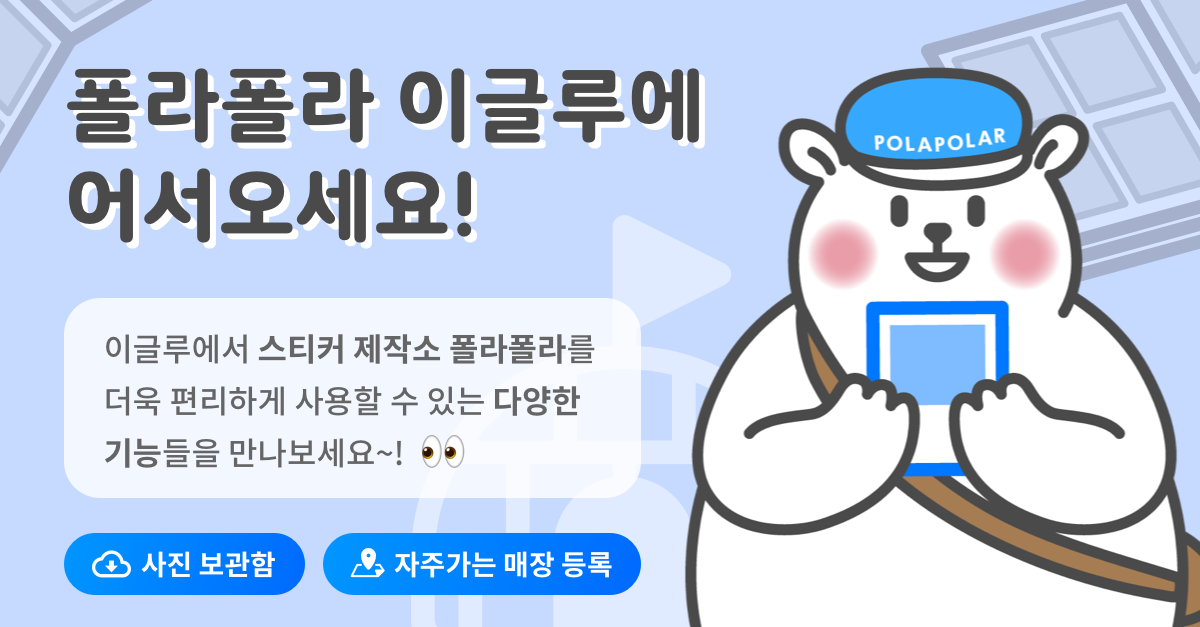 폴라폴라 이글루에
어서오세요!
POLAPOLAR
이글루에서 스티커 제작소 폴라폴라를
더욱 편리하게 사용할 수 있는 다양한
기능들을 만나보세요~! 👀
사진 보관함
자주가는 매장 등록